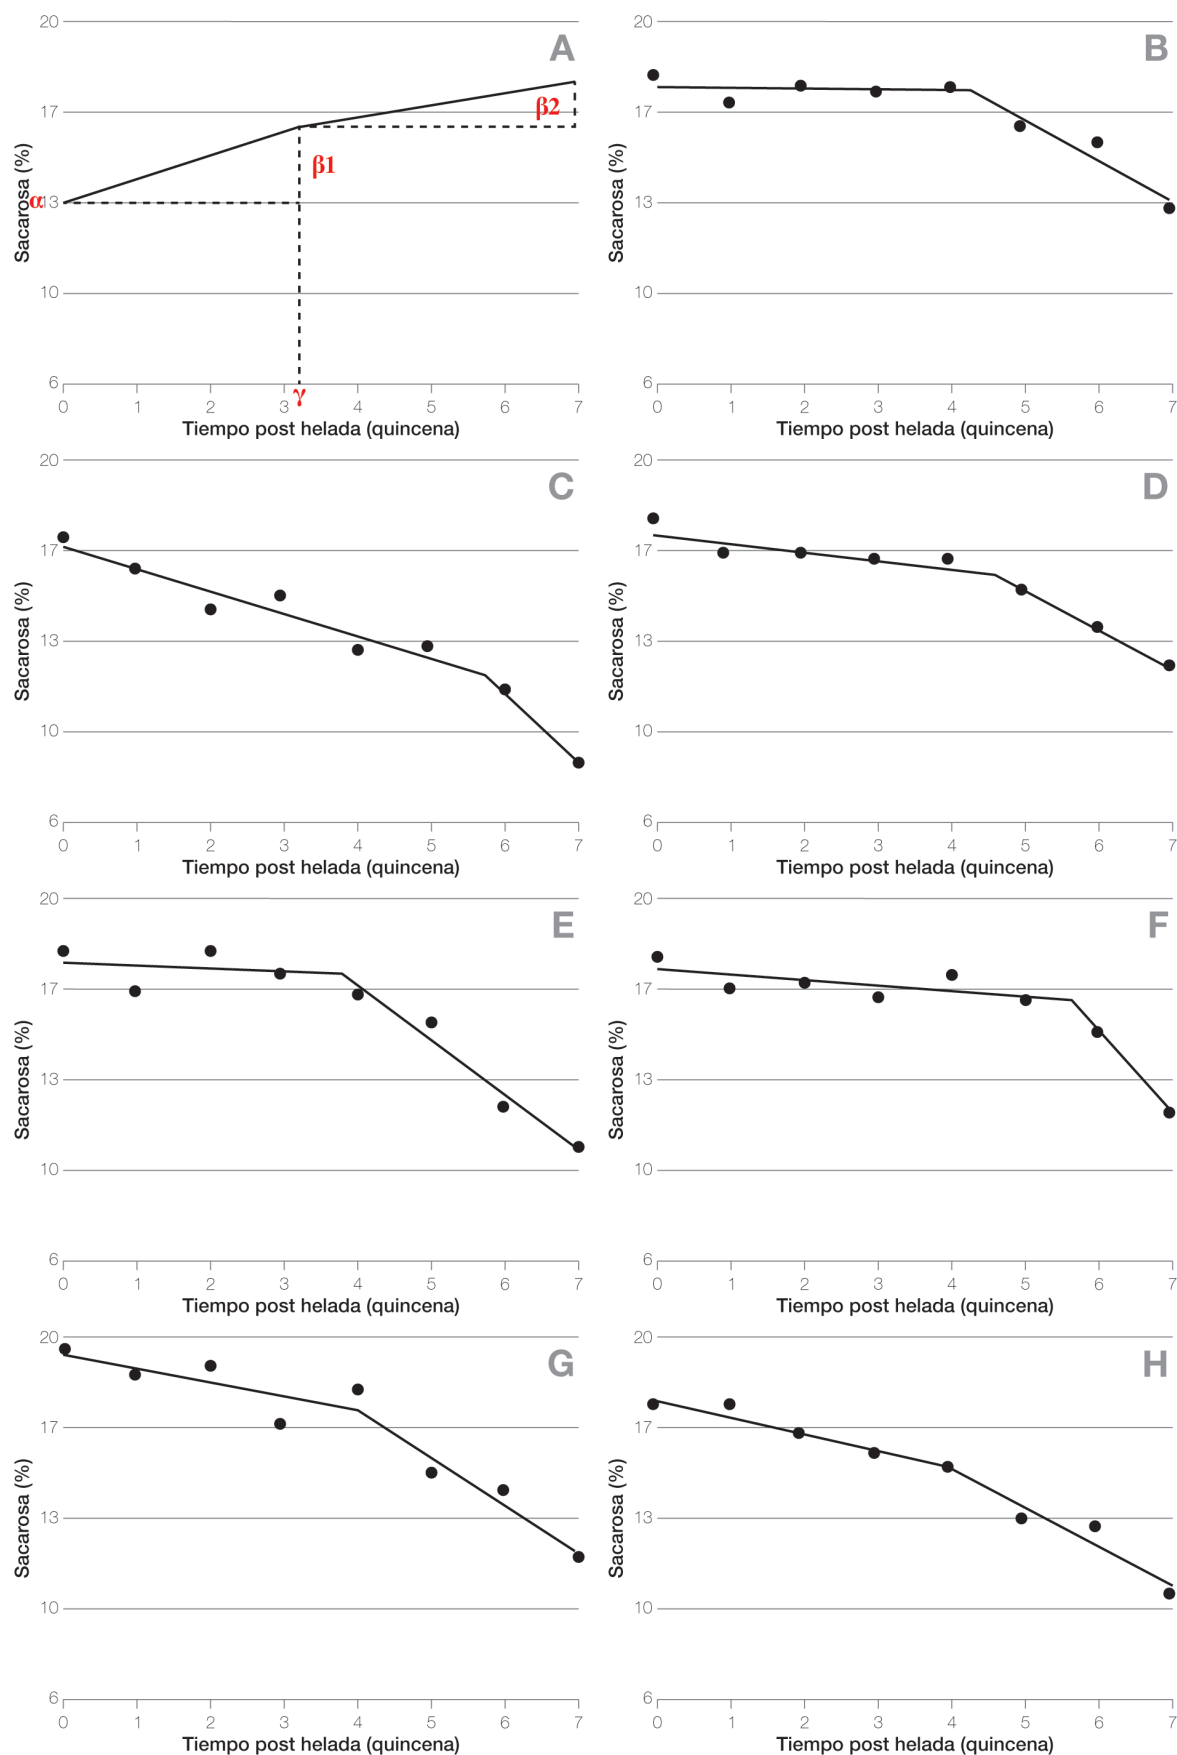 20
A
17
β2
β1
α
13
10
6
γ
0 1 2 3 4 5 6 7
Sacarosa (%)
Tiempo post helada (quincena)
20
B
17
13
10
6
0 1 2 3 4 5 6 7
Sacarosa (%)
Tiempo post helada (quincena)
20
C
17
13
10
6
0 1 2 3 4 5 6 7
Sacarosa (%)
Tiempo post helada (quincena)
20
D
17
13
10
6
0 1 2 3 4 5 6 7
Sacarosa (%)
Tiempo post helada (quincena)
20
E
17
13
10
6
0 1 2 3 4 5 6 7
Sacarosa (%)
Tiempo post helada (quincena)
20
F
17
13
10
6
0 1 2 3 4 5 6 7
Sacarosa (%)
Tiempo post helada (quincena)
20
G
17
13
10
6
0 1 2 3 4 5 6 7
Sacarosa (%)
Tiempo post helada (quincena)
20
H
17
13
10
6
0 1 2 3 4 5 6 7
Sacarosa (%)
Tiempo post helada (quincena)